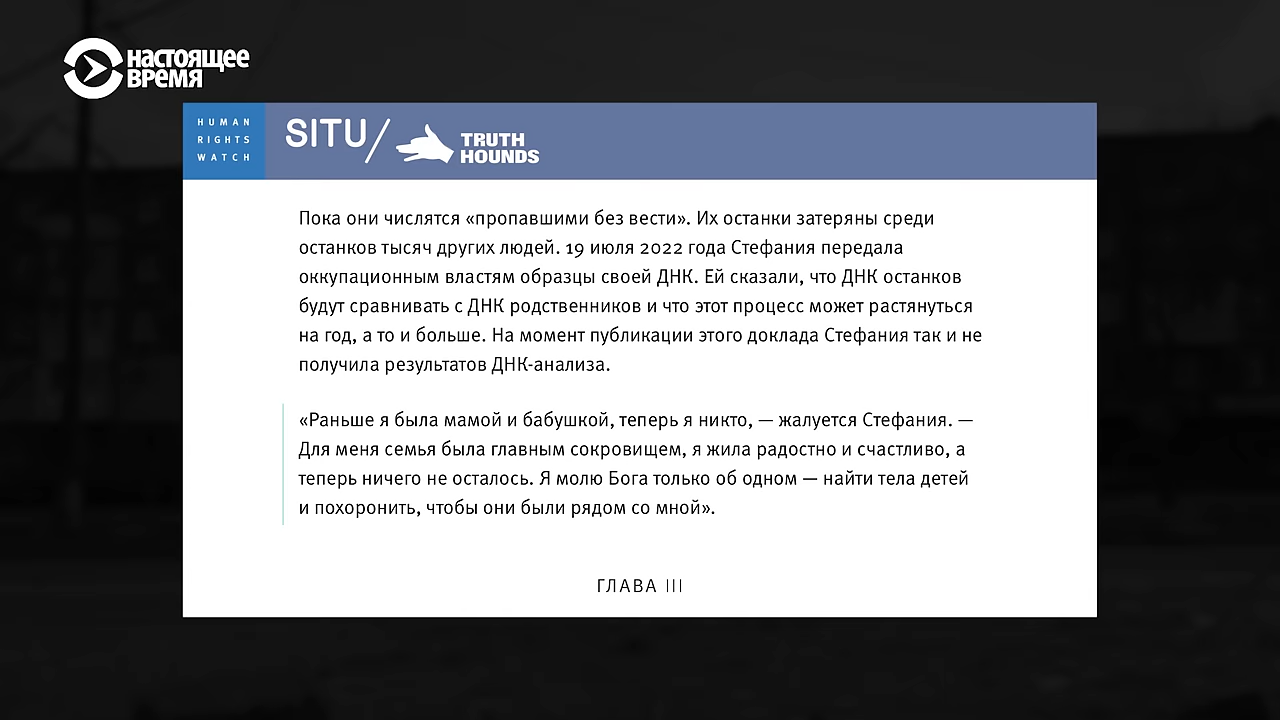 НАСТОЯЩЕЕ
ВРЕМЯ
HUMAN
RIGHTS
WATCH
SITU/
TRUTH
HOUNDS
Пока они числятся «пропавшими без вести». Их останки затеряны среди
останков тысяч других людей. 19 июля 2022 года Стефания передала
оккупационным властям образцы своей ДНК. Ей сказали, что ДНК останков
будут сравнивать с ДНК родственников и что этот процесс может растянуться
на год, а то и больше. На момент публикации этого доклада Стефания так и не
получила результатов ДНК-анализа.
«Раньше я была мамой и бабушкой, теперь я никто, — жалуется Стефания. —
Для меня семья была главным сокровищем, я жила радостно и счастливо, а
теперь ничего не осталось. Я молю Бога только об одном — найти тела детей
и похоронить, чтобы они были рядом со мной».
ГЛАВА III